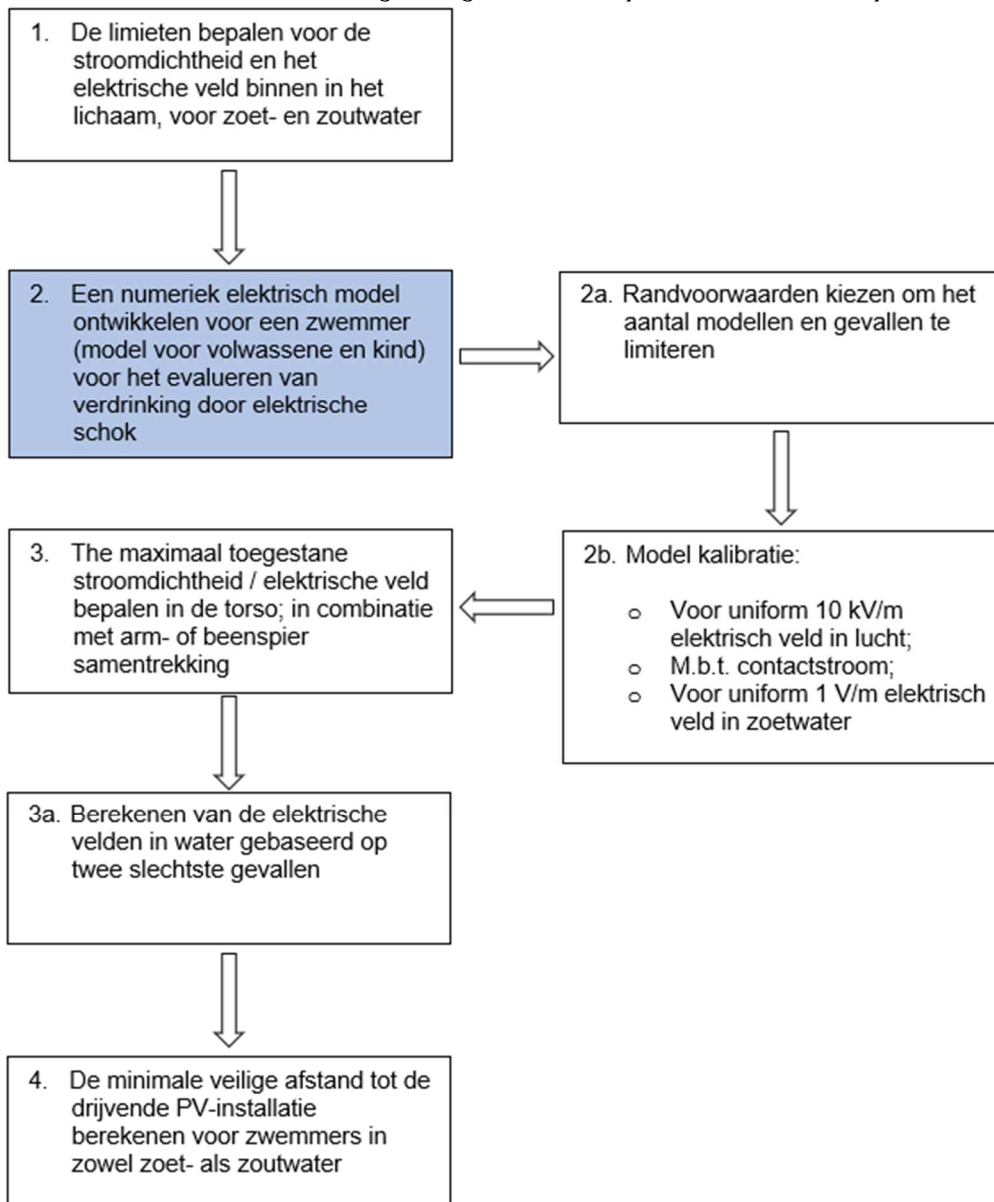 1. De limieten bepalen voor de
stroomdichtheid en het
elektrische veld binnen in het
lichaam, voor zoet- en zoutwater
2. Een numeriek elektrisch model
ontwikkelen voor een zwemmer
(model voor volwassene en kind)
voor het evalueren van
verdrinking door elektrische
schok
2a. Randvoorwaarden kiezen om het
aantal modellen en gevallen te
limiteren
2b. Model kalibratie:
o Voor uniform 10 kV/m
elektrisch veld in lucht;
o M.b.t. contactstroom;
o Voor uniform 1 V/m elektrisch
veld in zoetwater
3. The maximaal toegestane
stroomdichtheid / elektrische veld
bepalen in de torso; in combinatie
met arm- of beenspier
samentrekking
3a. Berekenen van de elektrische
velden in water gebaseerd op
twee slechtste gevallen
4. De minimale veilige afstand tot de
drijvende PV-installatie
berekenen voor zwemmers in
zowel zoet- als zoutwater